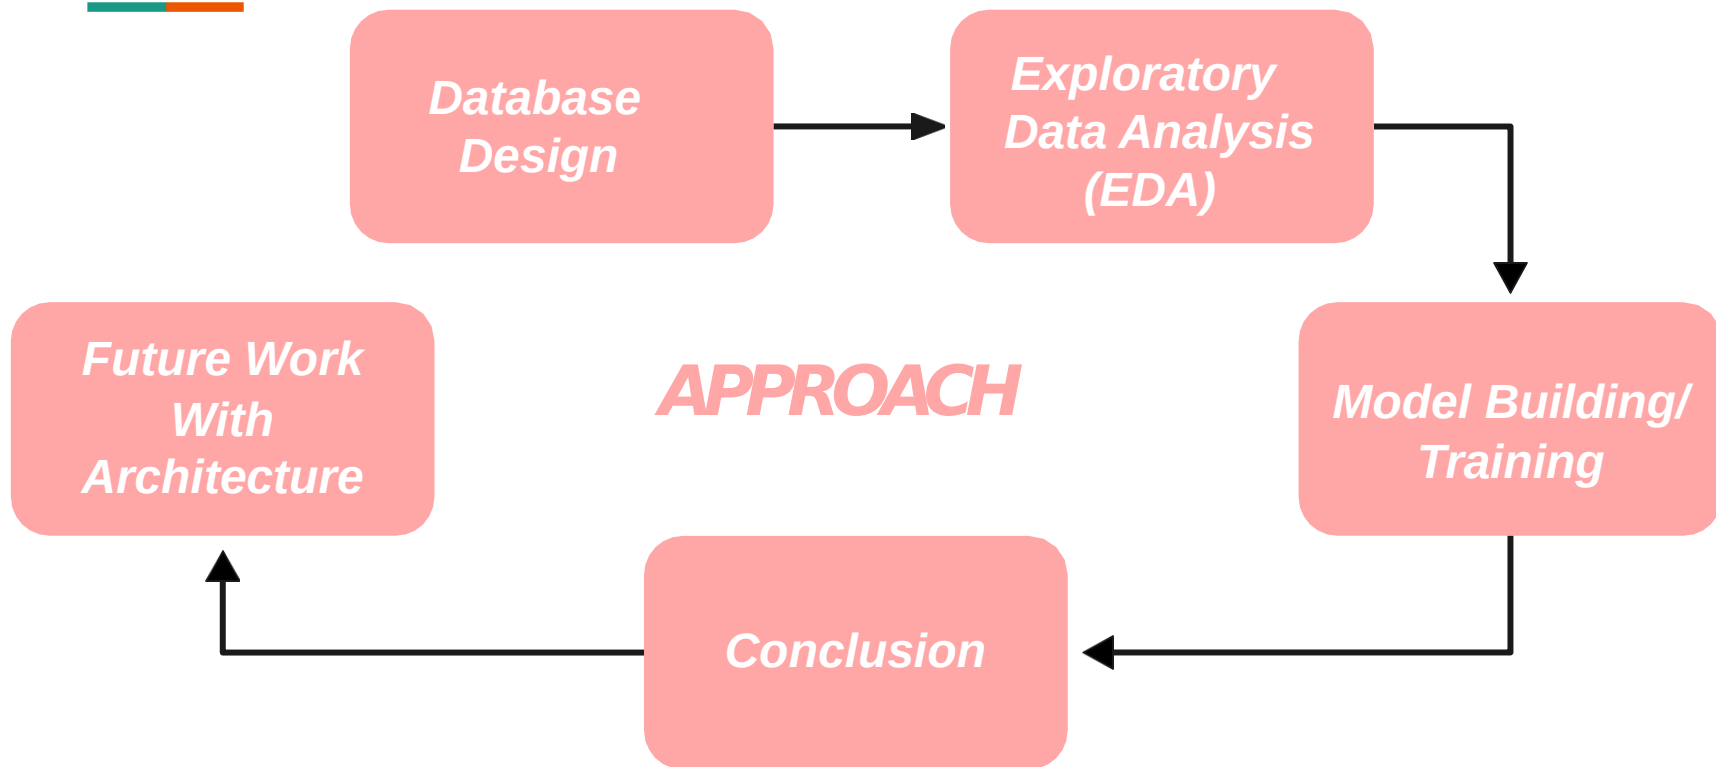 Database
Design
Exploratory
Data Analysis
(EDA)
Future Work
With
Architecture
APPROACH
Model Building/
Training
Conclusion